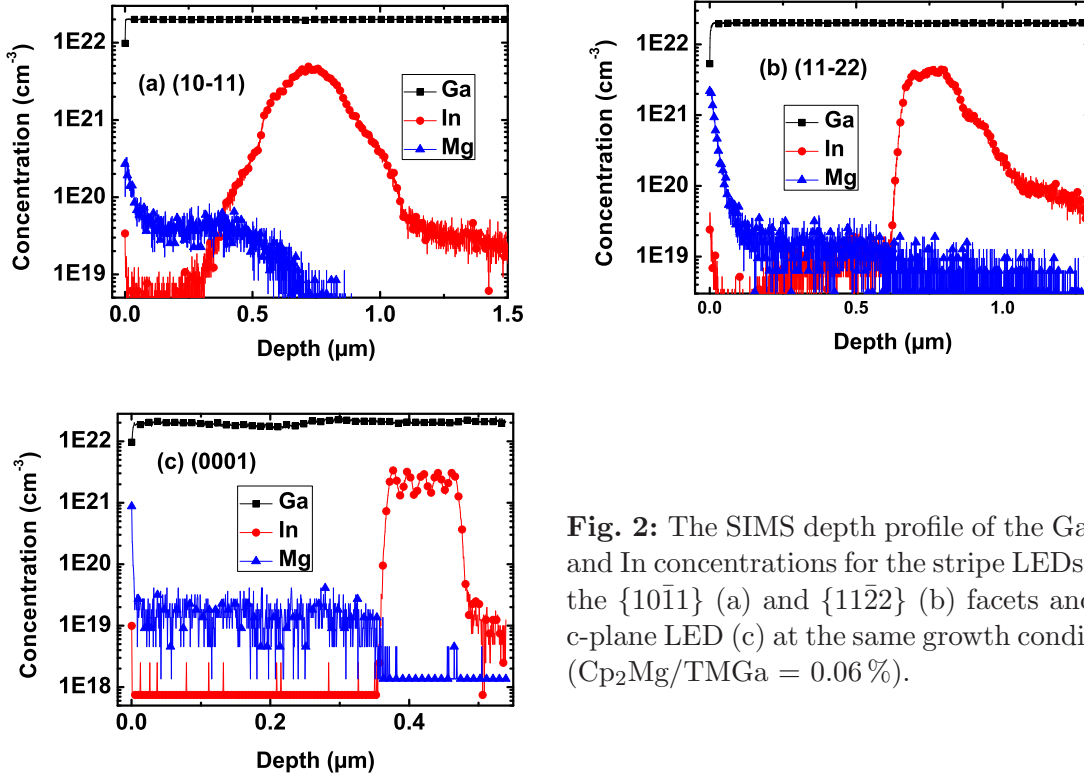 1E22
1E21
1E20
1E19
Concentration (cm⁻³)
(a) (10-11)
Ga
In
Mg
0.0 0.5 1.0 1.5
Depth (µm)
1E22
1E21
1E20
1E19
Concentration (cm⁻³)
(b) (11-22)
Ga
In
Mg
0.0 0.5 1.0
Depth (µm)
1E22
1E21
1E20
1E19
1E18
Concentration (cm⁻³)
(c) (0001)
Ga
In
Mg
0.0 0.2 0.4
Depth (µm)
Fig. 2: The SIMS depth profile of the Ga
and In concentrations for the stripe LEDs
the {101̄1} (a) and {112̄2} (b) facets and
c-plane LED (c) at the same growth condi
(Cp₂Mg/TMGa = 0.06 %).